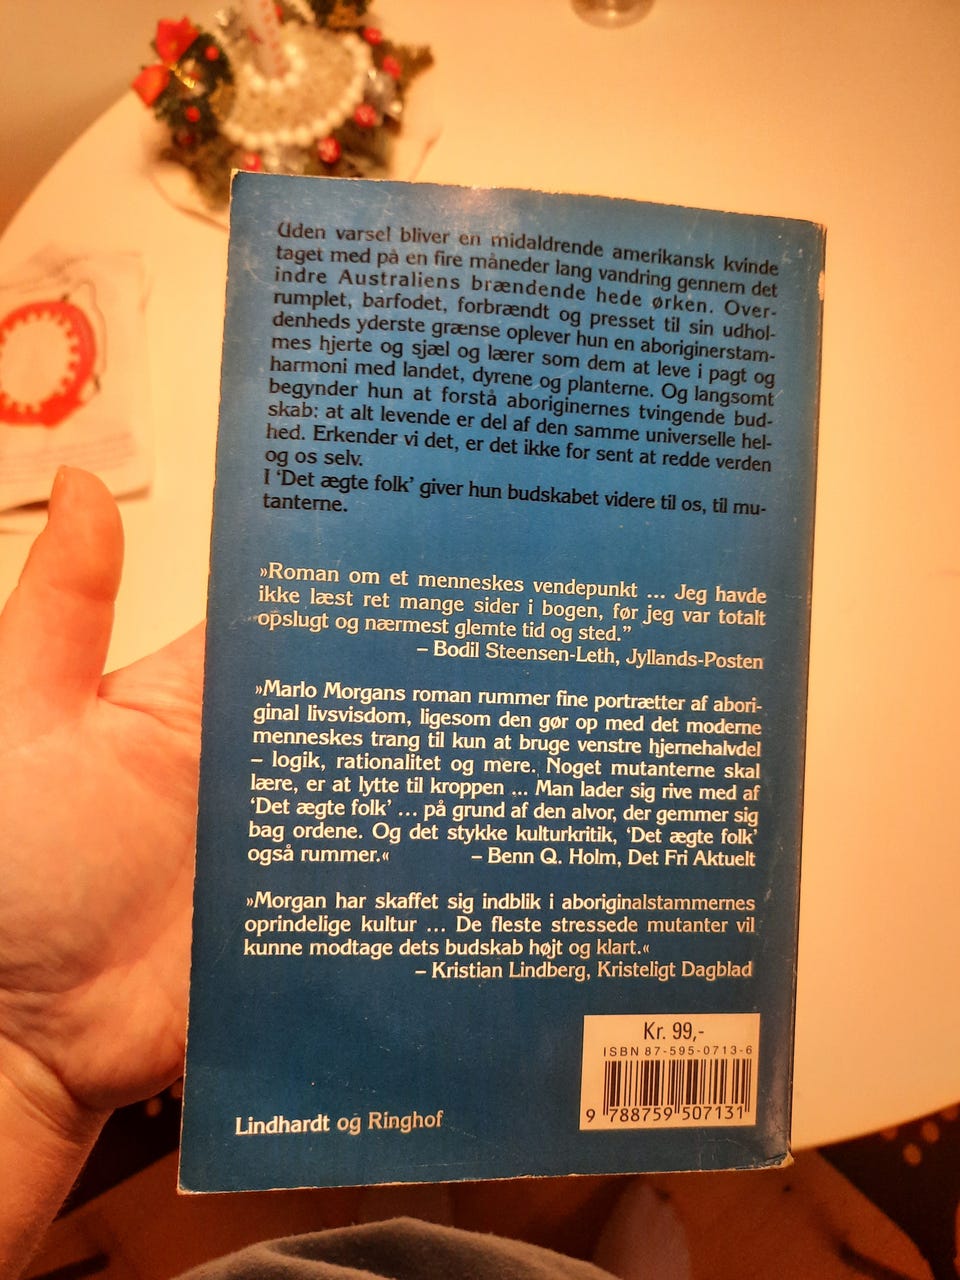 Uden varsel bliver en midaldrende amerikansk kvinde
taget med på en fire måneder lang vandring gennem det
indre Australiens brændende hede ørken. Over-
rumplet, barfodet, forbrændt og presset til sin udhol-
denheds yderste grænse oplever hun en aboriginerstam-
mes hjerte og sjæl og lærer som dem at leve i pagt og
harmoni med landet, dyrene og planterne. Og langsomt
begynder hun at forstå aboriginernes tvingende bud-
skab: at alt levende er del af den samme universelle hel-
hed. Erkender vi det, er det ikke for sent at redde verden
og os selv.
I ‘Det ægte folk’ giver hun budskabet videre til os, til mu-
tanterne.
»Roman om et menneskes vendepunkt ... Jeg havde
ikke læst ret mange sider i bogen, før jeg var totalt
opslugt og nærmest glemte tid og sted.”
– Bodil Steensen-Leth, Jyllands-Posten
»Marlo Morgans roman rummer fine portrætter af abori-
ginal livsvisdom, ligesom den gør op med det moderne
menneskes trang til kun at bruge venstre hjernehalvdel
– logik, rationalitet og mere. Noget mutanterne skal
lære, er at lytte til kroppen ... Man lader sig rive med af
‘Det ægte folk’ ... på grund af den alvor, der gemmer sig
bag ordene. Og det stykke kulturkritik, ‘Det ægte folk’
også rummer.« – Benn Q. Holm, Det Fri Aktuelt
»Morgan har skaffet sig indblik i aboriginalstammernes
oprindelige kultur ... De fleste stressede mutanter vil
kunne modtage dets budskab højt og klart.«
– Kristian Lindberg, Kristeligt Dagblad
Kr. 99,-
ISBN 87-595-0713-6
9 788759 507131
Lindhardt og Ringhof